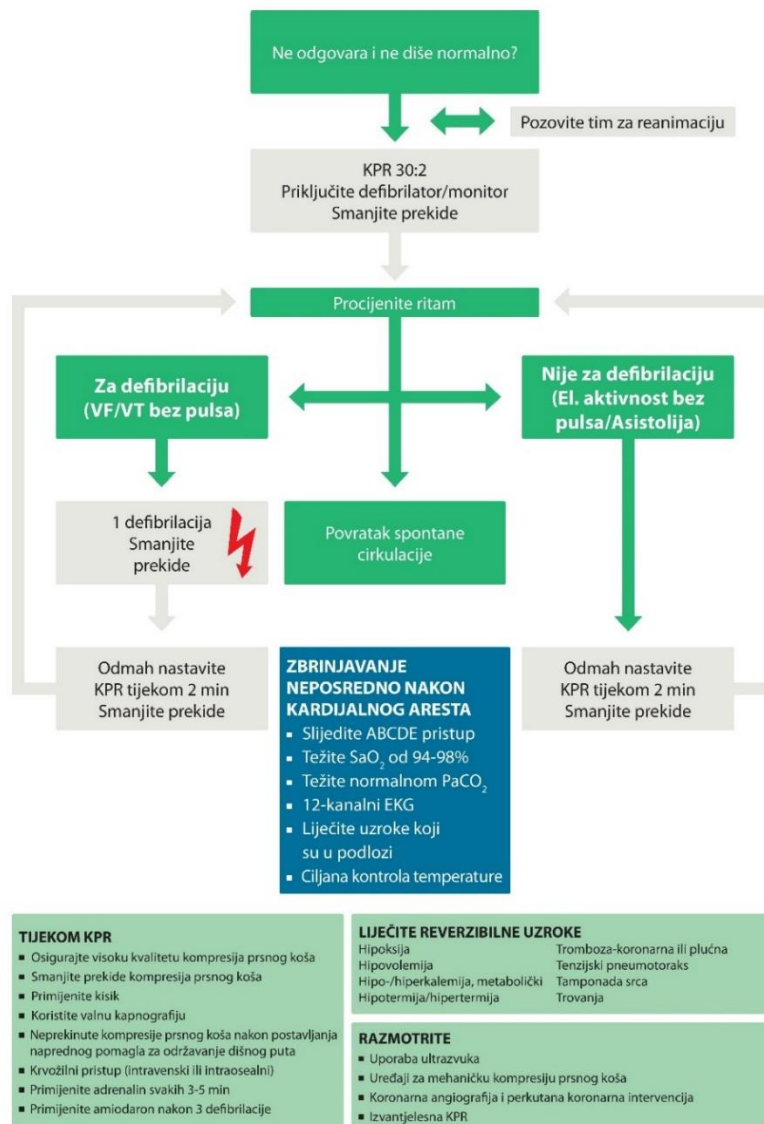 Ne odgovara i ne diše normalno?
Pozovite tim za reanimaciju
KPR 30:2
Priključite defibrilator/monitor
Smanjite prekide
Procijenite ritam
Za defibrilaciju
(VF/VT bez pulsa)
Nije za defibrilaciju
(El. aktivnost bez
pulsa/Asistolija)
1 defibrilacija
Smanjite
prekide
Povratak spontane
cirkulacije
Odmah nastavite
KPR tijekom 2 min
Smanjite prekide
ZBRINJAVANJE
NEPOSREDNO NAKON
KARDIJALNOG ARESTA
▪ Slijedite ABCDE pristup
▪ Težite SaO₂ od 94-98%
▪ Težite normalnom PaCO₂
▪ 12-kanalni EKG
▪ Liječite uzroke koji
su u podlozi
▪ Ciljana kontrola temperature
Odmah nastavite
KPR tijekom 2 min
Smanjite prekide
TIJEKOM KPR
▪ Osigurajte visoku kvalitetu kompresija prsnog koša
▪ Smanjite prekide kompresija prsnog koša
▪ Primijenite kisik
▪ Koristite valnu kapnografiju
▪ Neprekinute kompresije prsnog koša nakon postavljanja
naprednog pomagla za održavanje dišnog puta
▪ Krvožilni pristup (intravenski ili intraosealni)
▪ Primijenite adrenalin svakih 3-5 min
▪ Primijenite amiodaron nakon 3 defibrilacije
LIJEČITE REVERZIBILNE UZROKE
Hipoksija
Hipovolemija
Hipo-/hiperkalemija, metabolički
Hipotermija/hipertermija
Tromboza-koronarna ili plućna
Tenzijski pneumotoraks
Tamponada srca
Trovanja
RAZMOTRITE
▪ Uporaba ultrazvuka
▪ Uređaji za mehaničku kompresiju prsnog koša
▪ Koronarna angiografija i perkutana koronarna intervencija
▪ Izvantjelesna KPR